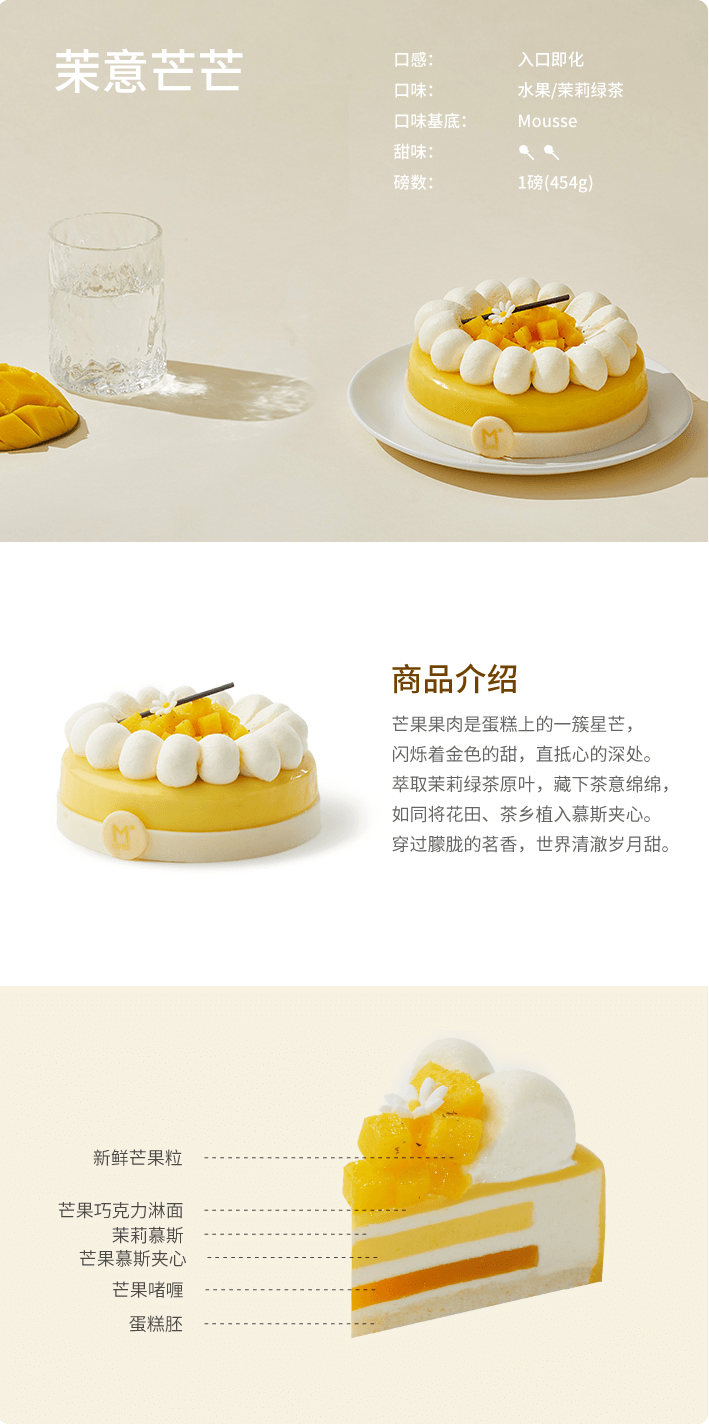 茉意芒芒
口感： 入口即化
口味： 水果/茉莉绿茶
口味基底： Mousse
甜味：
磅数： 1磅(454g)
M
商品介绍
芒果果肉是蛋糕上的一簇星芒，
闪烁着金色的甜，直抵心的深处。
萃取茉莉绿茶原叶，藏下茶意绵绵，
如同将花田、茶乡植入慕斯夹心。
穿过朦胧的茗香，世界清澈岁月甜。
M
新鲜芒果粒
芒果巧克力淋面
茉莉慕斯
芒果慕斯夹心
芒果啫喱
蛋糕胚